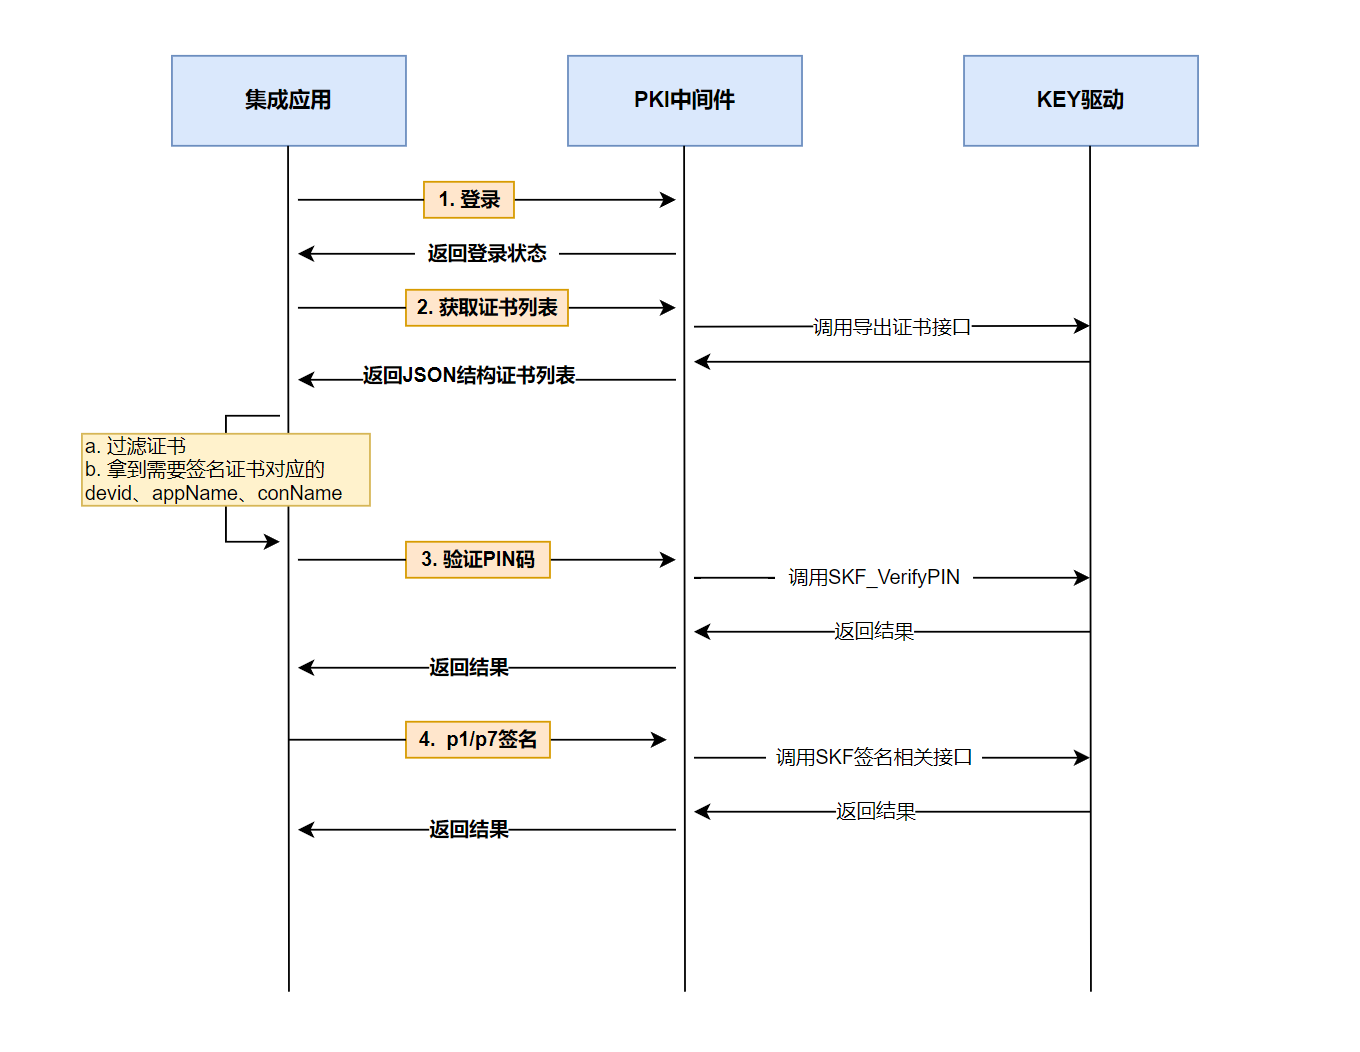 集成应用
PKI中间件
KEY驱动
1. 登录
返回登录状态
2. 获取证书列表
调用导出证书接口
返回JSON结构证书列表
a. 过滤证书
b. 拿到需要签名证书对应的
devid、appName、conName
3. 验证PIN码
调用SKF_VerifyPIN
返回结果
返回结果
4. p1/p7签名
调用SKF签名相关接口
返回结果
返回结果